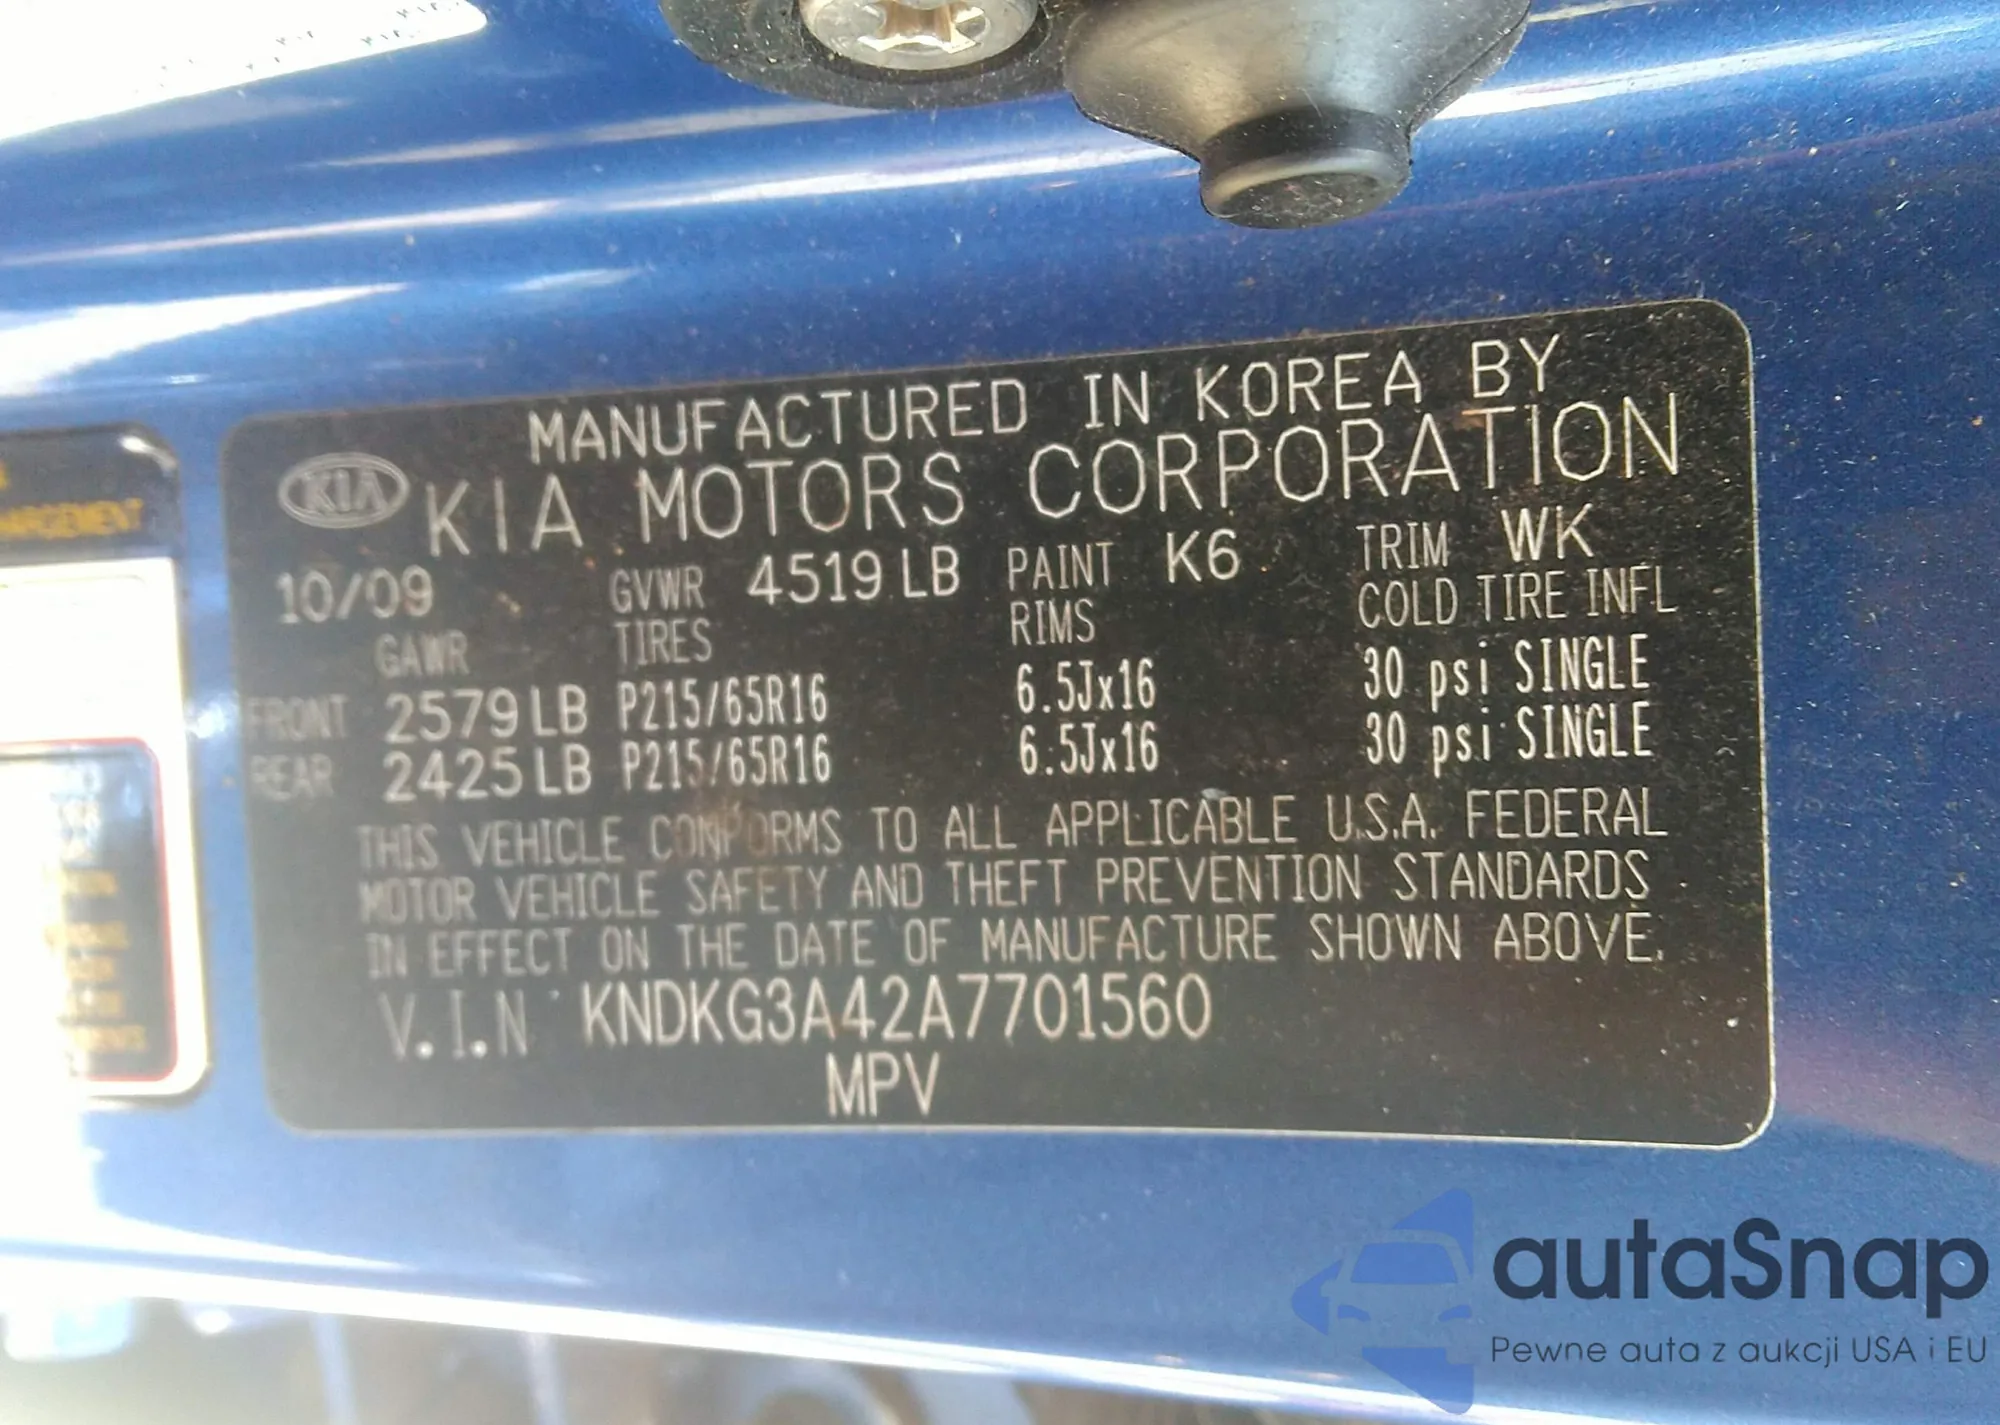 MANUFACTURED IN KOREA BY
KIA KIA MOTORS CORPORATION
10/09 GVWR 4519 LB PAINT K6 TRIM WK
GAWR TIRES RIMS COLD TIRE INFL
FRONT 2579 LB P215/65R16 6.5Jx16 30 psi SINGLE
REAR 2425 LB P215/65R16 6.5Jx16 30 psi SINGLE
THIS VEHICLE CONFORMS TO ALL APPLICABLE U.S.A. FEDERAL
MOTOR VEHICLE SAFETY AND THEFT PREVENTION STANDARDS
IN EFFECT ON THE DATE OF MANUFACTURE SHOWN ABOVE.
V.I.N KNDKG3A42A7701560
MPV
autaSnap
Pewne auta z aukcji USA i EU